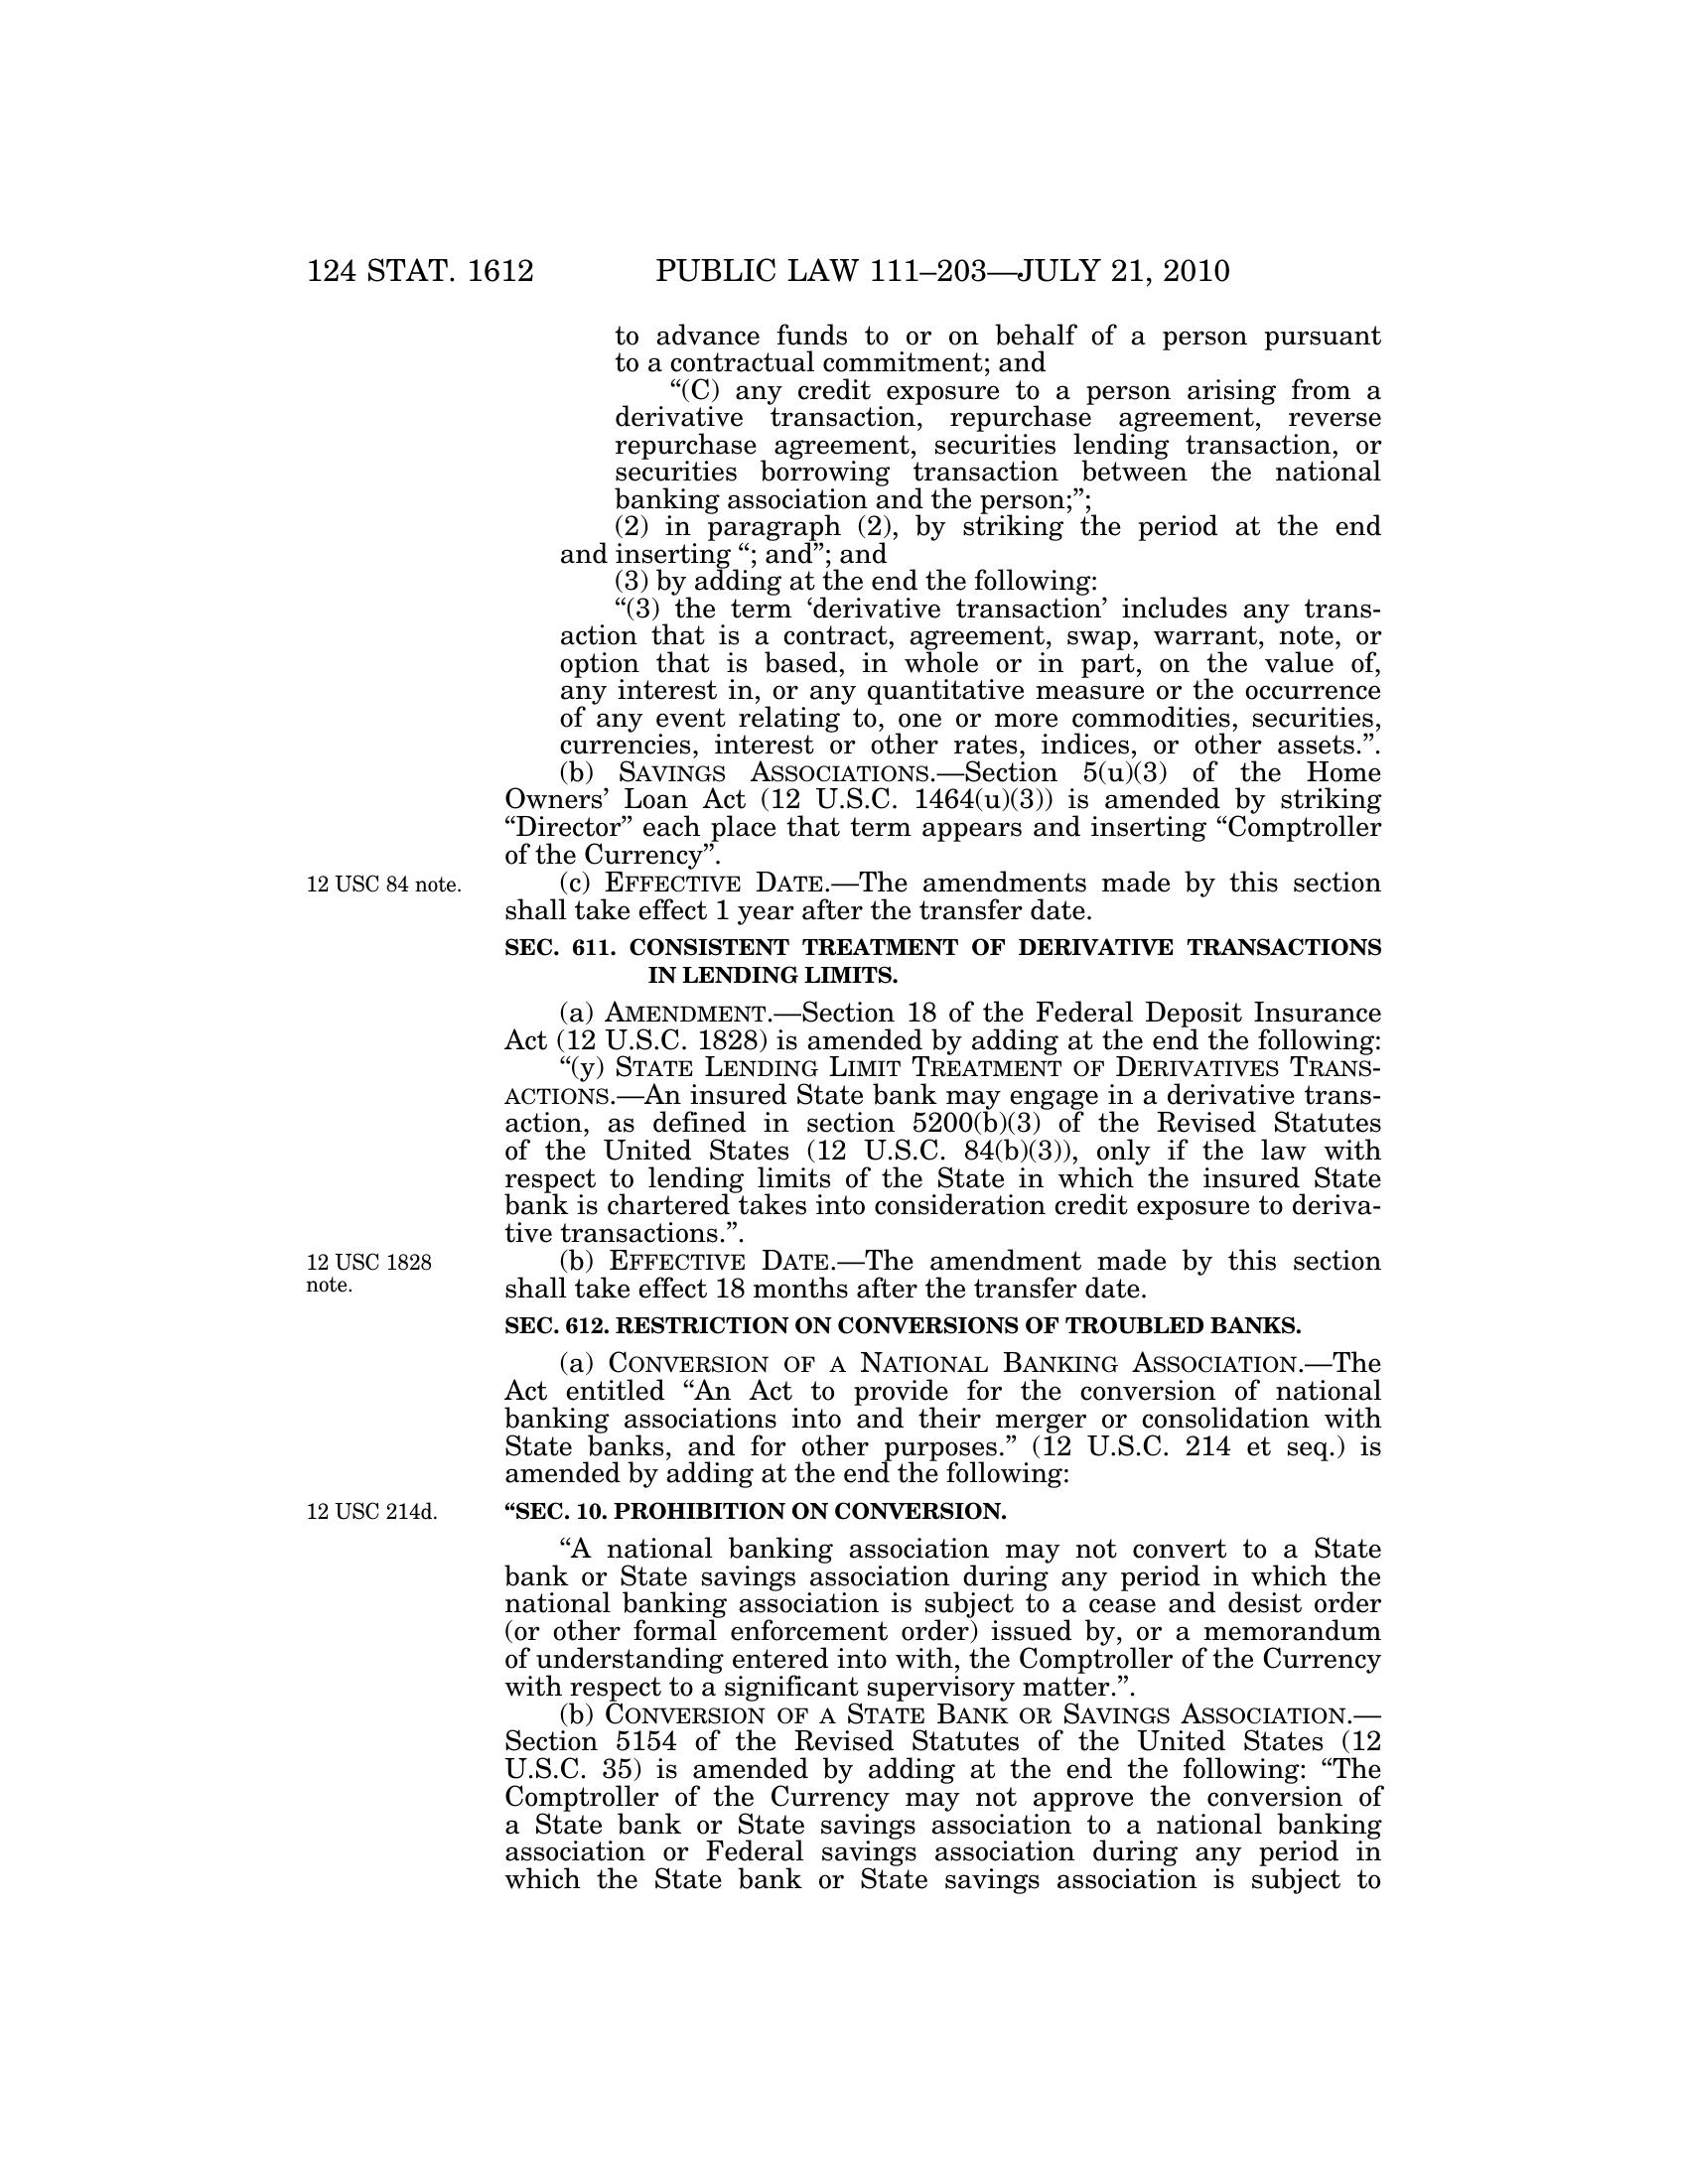 124 STAT. 1612 PUBLIC LAW 111–203—JULY 21, 2010
to advance funds to or on behalf of a person pursuant
to a contractual commitment; and
“(C) any credit exposure to a person arising from a
derivative transaction, repurchase agreement, reverse
repurchase agreement, securities lending transaction, or
securities borrowing transaction between the national
banking association and the person;”;
(2) in paragraph (2), by striking the period at the end
and inserting “; and”; and
(3) by adding at the end the following:
“(3) the term ‘derivative transaction’ includes any trans-
action that is a contract, agreement, swap, warrant, note, or
option that is based, in whole or in part, on the value of,
any interest in, or any quantitative measure or the occurrence
of any event relating to, one or more commodities, securities,
currencies, interest or other rates, indices, or other assets.”.
(b) SAVINGS ASSOCIATIONS.—Section 5(u)(3) of the Home
Owners’ Loan Act (12 U.S.C. 1464(u)(3)) is amended by striking
“Director” each place that term appears and inserting “Comptroller
of the Currency”.
12 USC 84 note.
(c) EFFECTIVE DATE.—The amendments made by this section
shall take effect 1 year after the transfer date.
SEC. 611. CONSISTENT TREATMENT OF DERIVATIVE TRANSACTIONS
IN LENDING LIMITS.
(a) AMENDMENT.—Section 18 of the Federal Deposit Insurance
Act (12 U.S.C. 1828) is amended by adding at the end the following:
“(y) STATE LENDING LIMIT TREATMENT OF DERIVATIVES TRANS-
ACTIONS.—An insured State bank may engage in a derivative trans-
action, as defined in section 5200(b)(3) of the Revised Statutes
of the United States (12 U.S.C. 84(b)(3)), only if the law with
respect to lending limits of the State in which the insured State
bank is chartered takes into consideration credit exposure to deriva-
tive transactions.”.
12 USC 1828
note.
(b) EFFECTIVE DATE.—The amendment made by this section
shall take effect 18 months after the transfer date.
SEC. 612. RESTRICTION ON CONVERSIONS OF TROUBLED BANKS.
(a) CONVERSION OF A NATIONAL BANKING ASSOCIATION.—The
Act entitled “An Act to provide for the conversion of national
banking associations into and their merger or consolidation with
State banks, and for other purposes.” (12 U.S.C. 214 et seq.) is
amended by adding at the end the following:
12 USC 214d.
“SEC. 10. PROHIBITION ON CONVERSION.
“A national banking association may not convert to a State
bank or State savings association during any period in which the
national banking association is subject to a cease and desist order
(or other formal enforcement order) issued by, or a memorandum
of understanding entered into with, the Comptroller of the Currency
with respect to a significant supervisory matter.”.
(b) CONVERSION OF A STATE BANK OR SAVINGS ASSOCIATION.—
Section 5154 of the Revised Statutes of the United States (12
U.S.C. 35) is amended by adding at the end the following: “The
Comptroller of the Currency may not approve the conversion of
a State bank or State savings association to a national banking
association or Federal savings association during any period in
which the State bank or State savings association is subject to